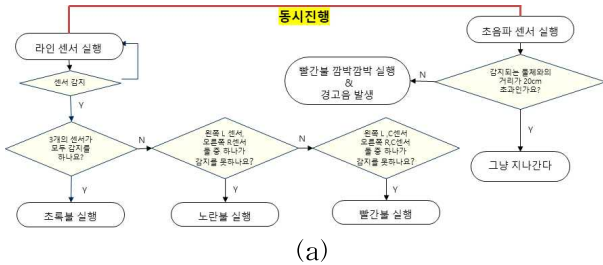 동시진행
라인 센서 실행
초음파 센서 실행
센서 감지
빨간불 깜박깜박 실행
&
경고음 발생
N
감지되는 물체와의
거리가 20cm
초과인가요?
Y
3개의 센서가
모두 감지를
하나요?
N
왼쪽 L 센서,
오른쪽 R센서
둘 중 하나가
감지를 못하나요?
N
왼쪽 L ,C센서
오른쪽 R,C센서
둘 중 하나가
감지를 못하나요?
Y
그냥 지나간다
Y
Y
Y
초록불 실행
노란불 실행
빨간불 실행
(a)